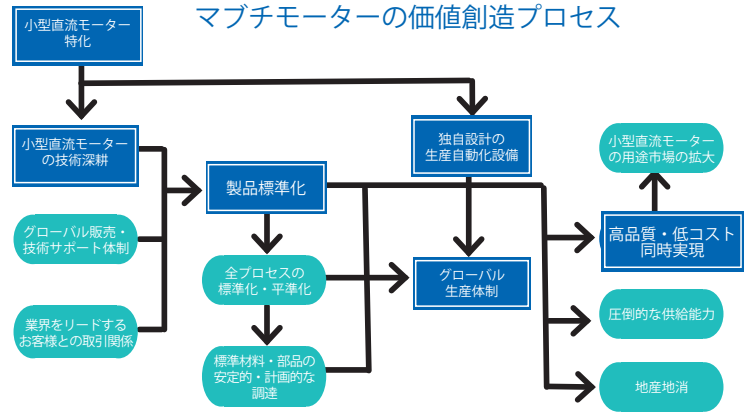 マブチモーターの価値創造プロセス
小型直流モーター
特化
小型直流モーター
の技術深耕
グローバル販売・
技術サポート体制
業界をリードする
お客様との取引関係
製品標準化
全プロセスの
標準化・平準化
標準材料・部品の
安定的・計画的な
調達
独自設計の
生産自動化設備
グローバル
生産体制
小型直流モーター
の用途市場の拡大
高品質・低コスト
同時実現
圧倒的な供給能力
地産地消